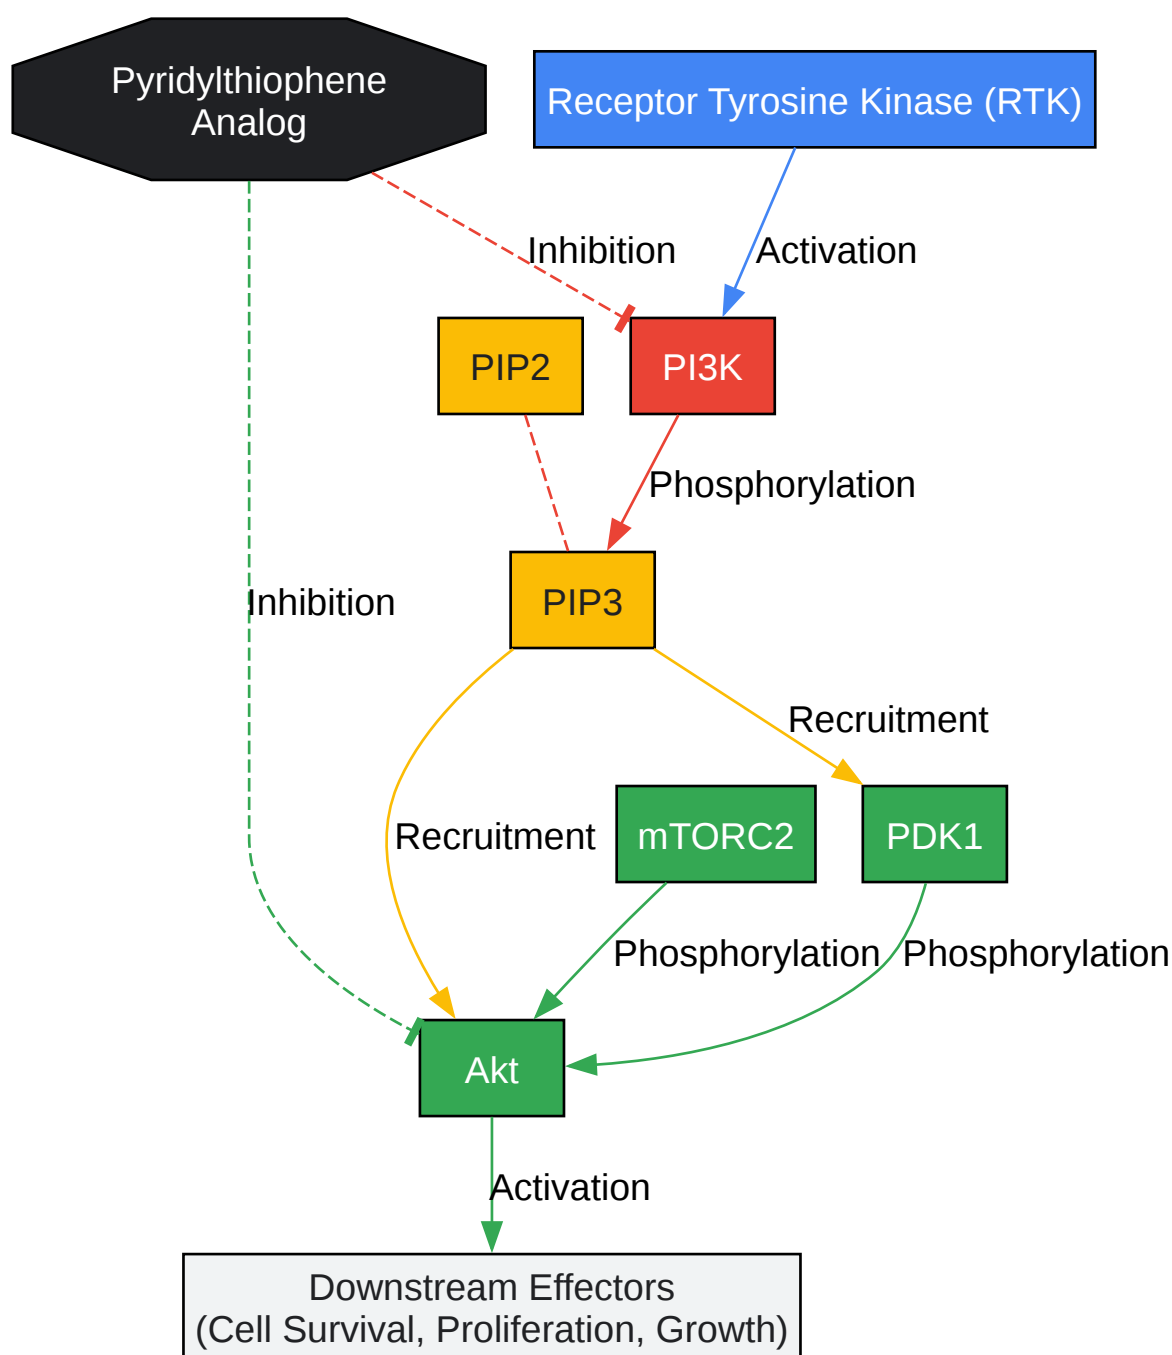 Pyridylthiophene
Analog
Receptor Tyrosine Kinase (RTK)
Inhibition
Activation
PIP2
PI3K
Phosphorylation
Inhibition
PIP3
Recruitment
Recruitment
mTORC2
PDK1
Phosphorylation
Phosphorylation
Akt
Activation
Downstream Effectors
(Cell Survival, Proliferation, Growth)